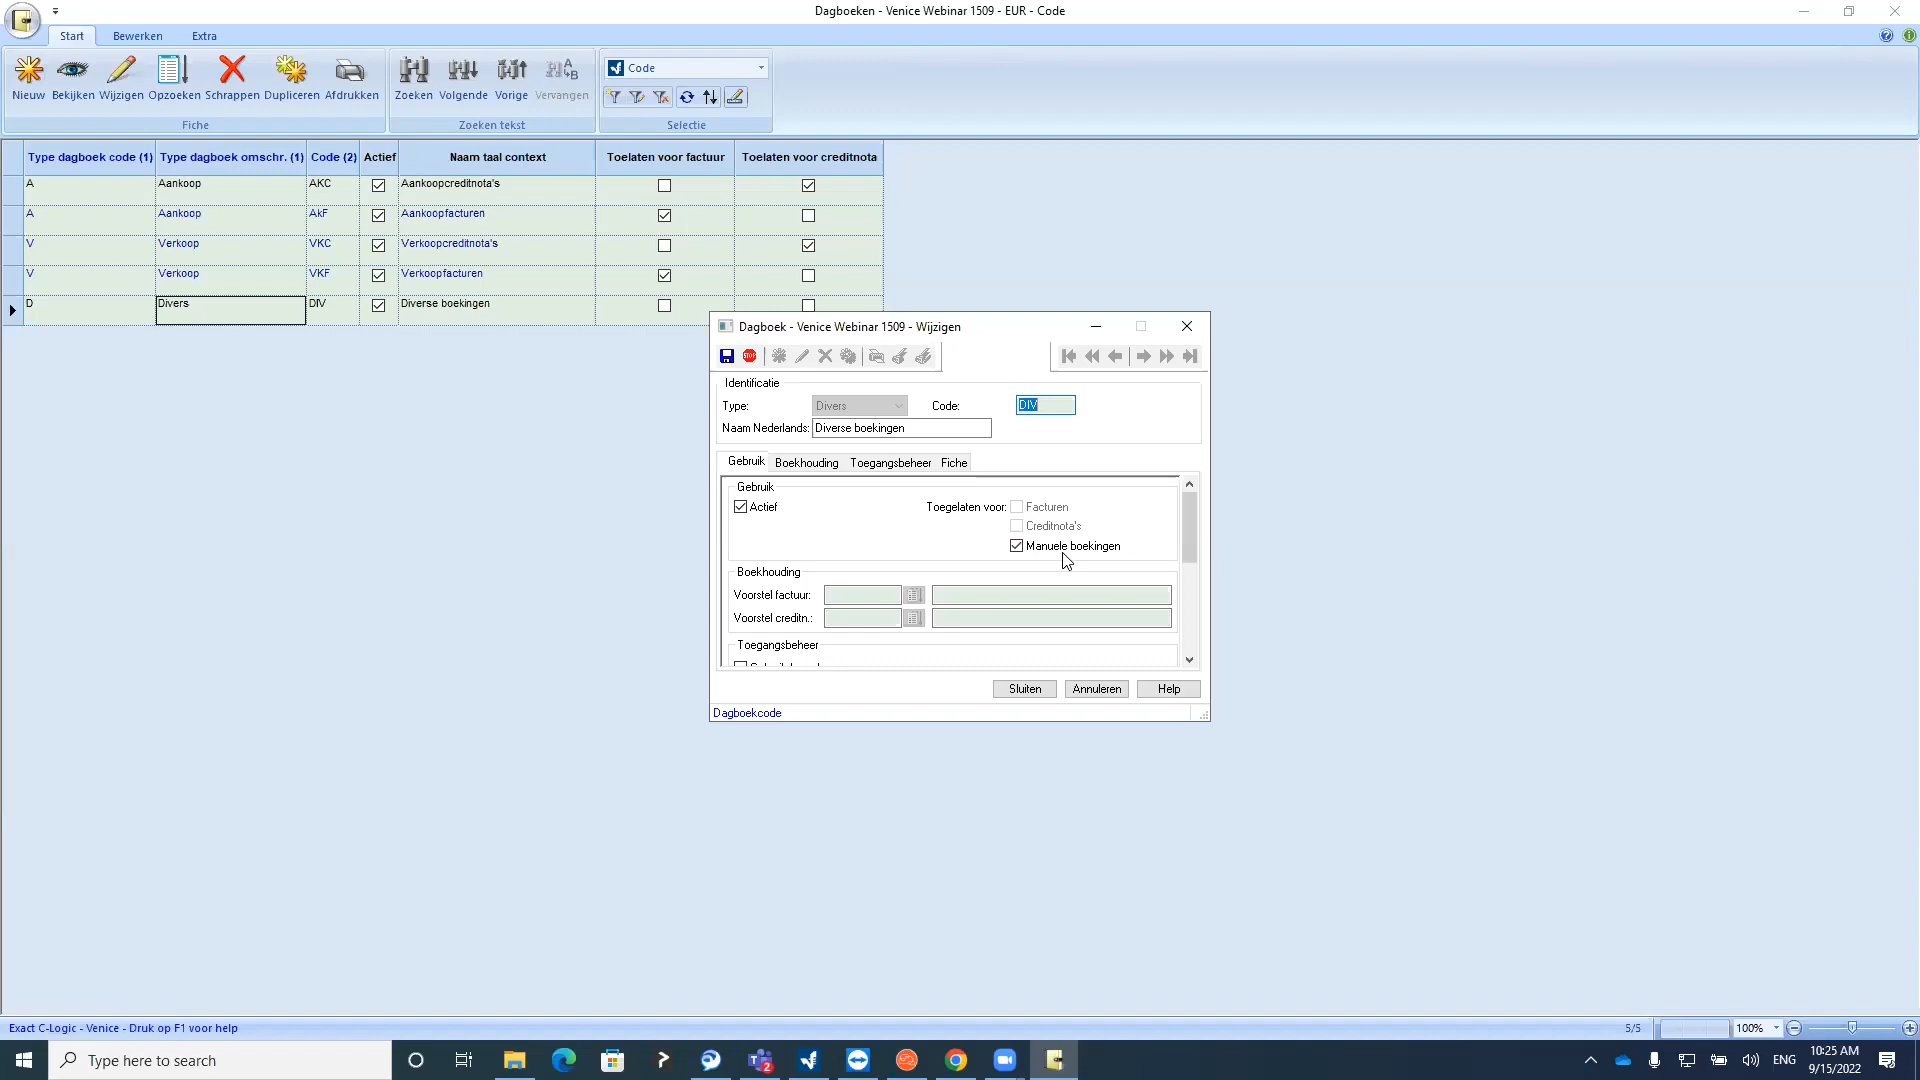 Dagboeken - Venice Webinar 1509 - EUR - Code
Start Bewerken Extra
Nieuw Bekijken Wijzigen Opzoeken Schrappen Dupliceren Afdrukken Zoeken Volgende Vorige Vervangen Code
Fiche Zoeken tekst Selectie
Type dagboek code (1) Type dagboek omschr. (1) Code (2) Actief Naam taal context Toelaten voor factuur Toelaten voor creditnota
A Aankoop AKC Aankoopcreditnota's
A Aankoop AkF Aankoopfacturen
V Verkoop VKC Verkoopcreditnota's
V Verkoop VKF Verkoopfacturen
D Divers DIV Diverse boekingen
Dagboek - Venice Webinar 1509 - Wijzigen
STOP
Identificatie
Type: Divers Code: DIV
Naam Nederlands: Diverse boekingen
Gebruik Boekhouding Toegangsbeheer Fiche
Gebruik
Actief Toegelaten voor: Facturen
Creditnota's
Manuele boekingen
Boekhouding
Voorstel factuur:
Voorstel creditn.:
Toegangsbeheer
Sluiten Annuleren Help
Dagboekcode
Exact C-Logic - Venice - Druk op F1 voor help 5/5 100%
Type here to search 2 ENG 10:25 AM
9/15/2022